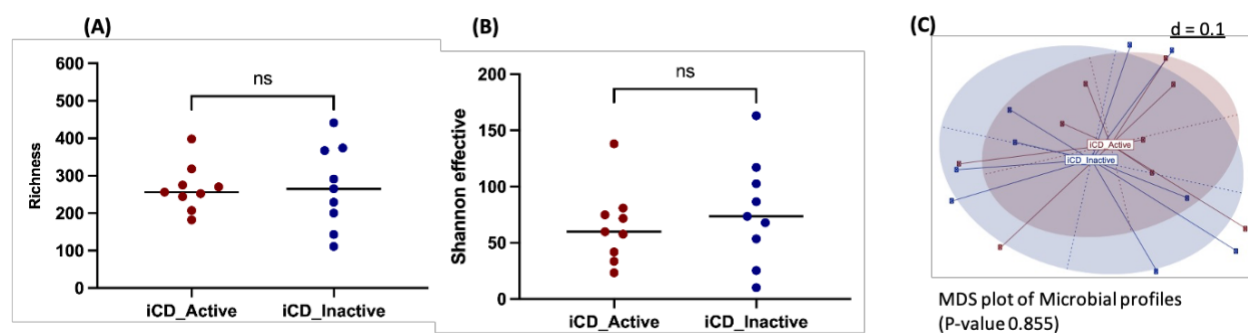 (A)
Richness
600
500
400
300
200
100
0
ns
iCD_Active
iCD_Inactive
(B)
Shannon effective
200
150
100
50
0
ns
iCD_Active
iCD_Inactive
(C)
d = 0.1
iCD_Active
iCD_Inactive
MDS plot of Microbial profiles
(P-value 0.855)